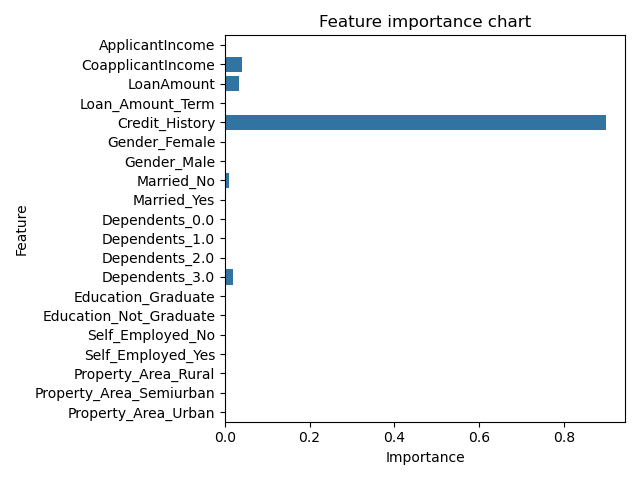 Feature importance chart
ApplicantIncome
CoapplicantIncome
LoanAmount
Loan_Amount_Term
Credit_History
Gender_Female
Gender_Male
Married_No
Married_Yes
Dependents_0.0
Dependents_1.0
Dependents_2.0
Dependents_3.0
Education_Graduate
Education_Not_Graduate
Self_Employed_No
Self_Employed_Yes
Property_Area_Rural
Property_Area_Semiurban
Property_Area_Urban
Feature
0.0 0.2 0.4 0.6 0.8
Importance